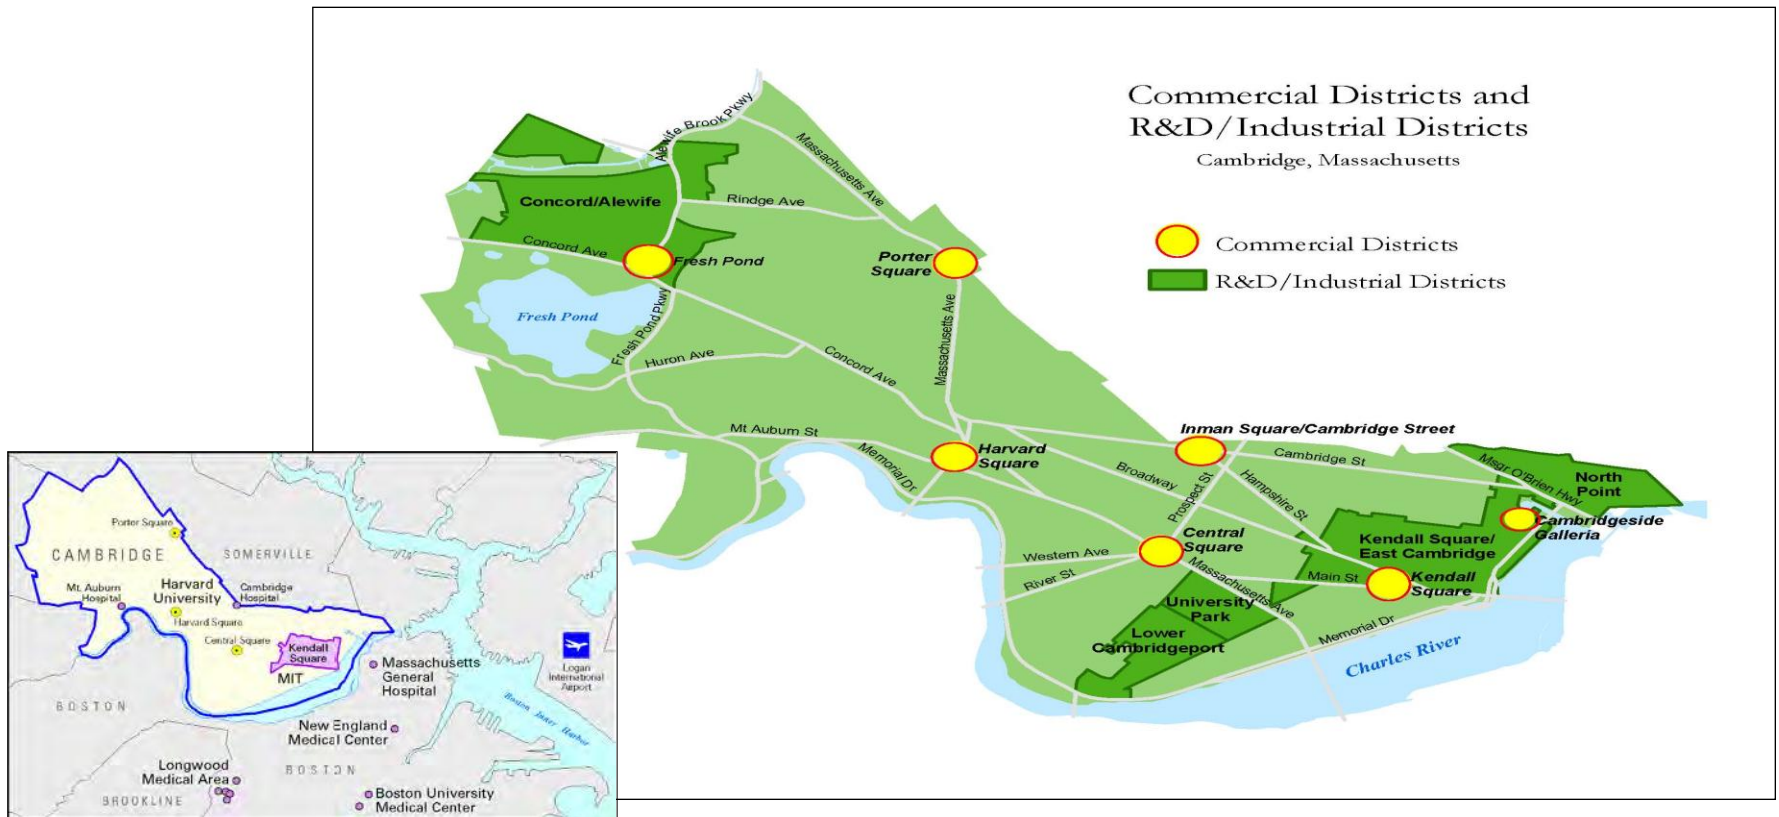 Commercial Districts and
R&D/Industrial Districts
Cambridge, Massachusetts
Commercial Districts
R&D/Industrial Districts
Alewife Brook Pkwy
Massachusetts Ave
Concord/Alewife
Rindge Ave
Concord Ave
Fresh Pond
Porter
Square
Fresh Pond
Fresh Pond Pkwy
Huron Ave
Concord Ave
Massachusetts Ave
Mt Auburn St
Memorial Dr
Harvard
Square
Inman Square/Cambridge Street
Cambridge St
Broadway
Prospect St
Hampshire St
Msgr O'Brien Hwy
North
Point
Cambridgeside
Galleria
Kendall Square/
East Cambridge
Central
Square
Western Ave
River St
Massachusetts Ave
Main St
Kendall
Square
University
Park
Lower
Cambridgeport
Memorial Dr
Charles River
Porter Square
CAMBRIDGE
SOMERVILLE
Mt. Auburn
Hospital
Harvard
University
Cambridge
Hospital
Harvard Square
Central Square
Kendall
Square
MIT
Massachusetts
General
Hospital
Logan
International
Airport
BOSTON
New England
Medical Center
Boston Inner Harbor
Longwood
Medical Area
BOSTON
BROOKLINE
Boston University
Medical Center